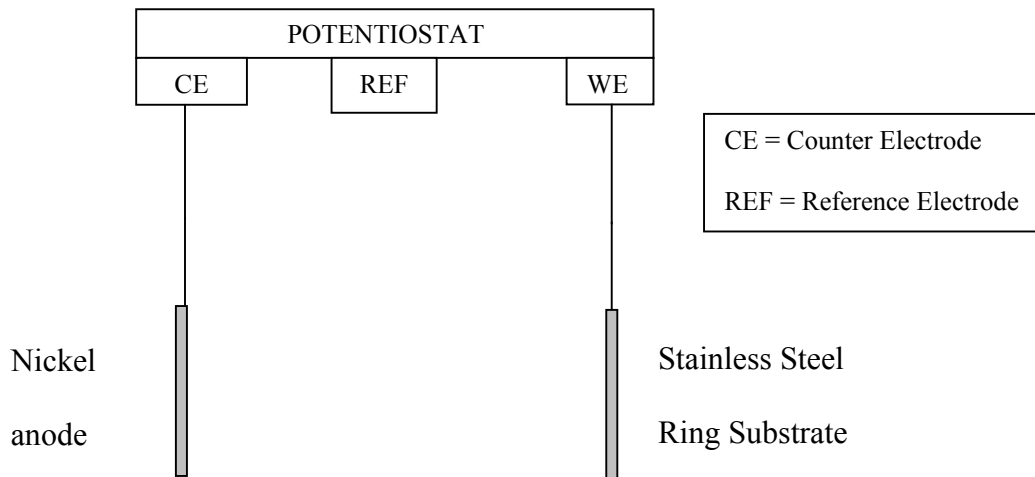 POTENTIOSTAT
CE
REF
WE
CE = Counter Electrode
REF = Reference Electrode
Nickel
anode
Stainless Steel
Ring Substrate